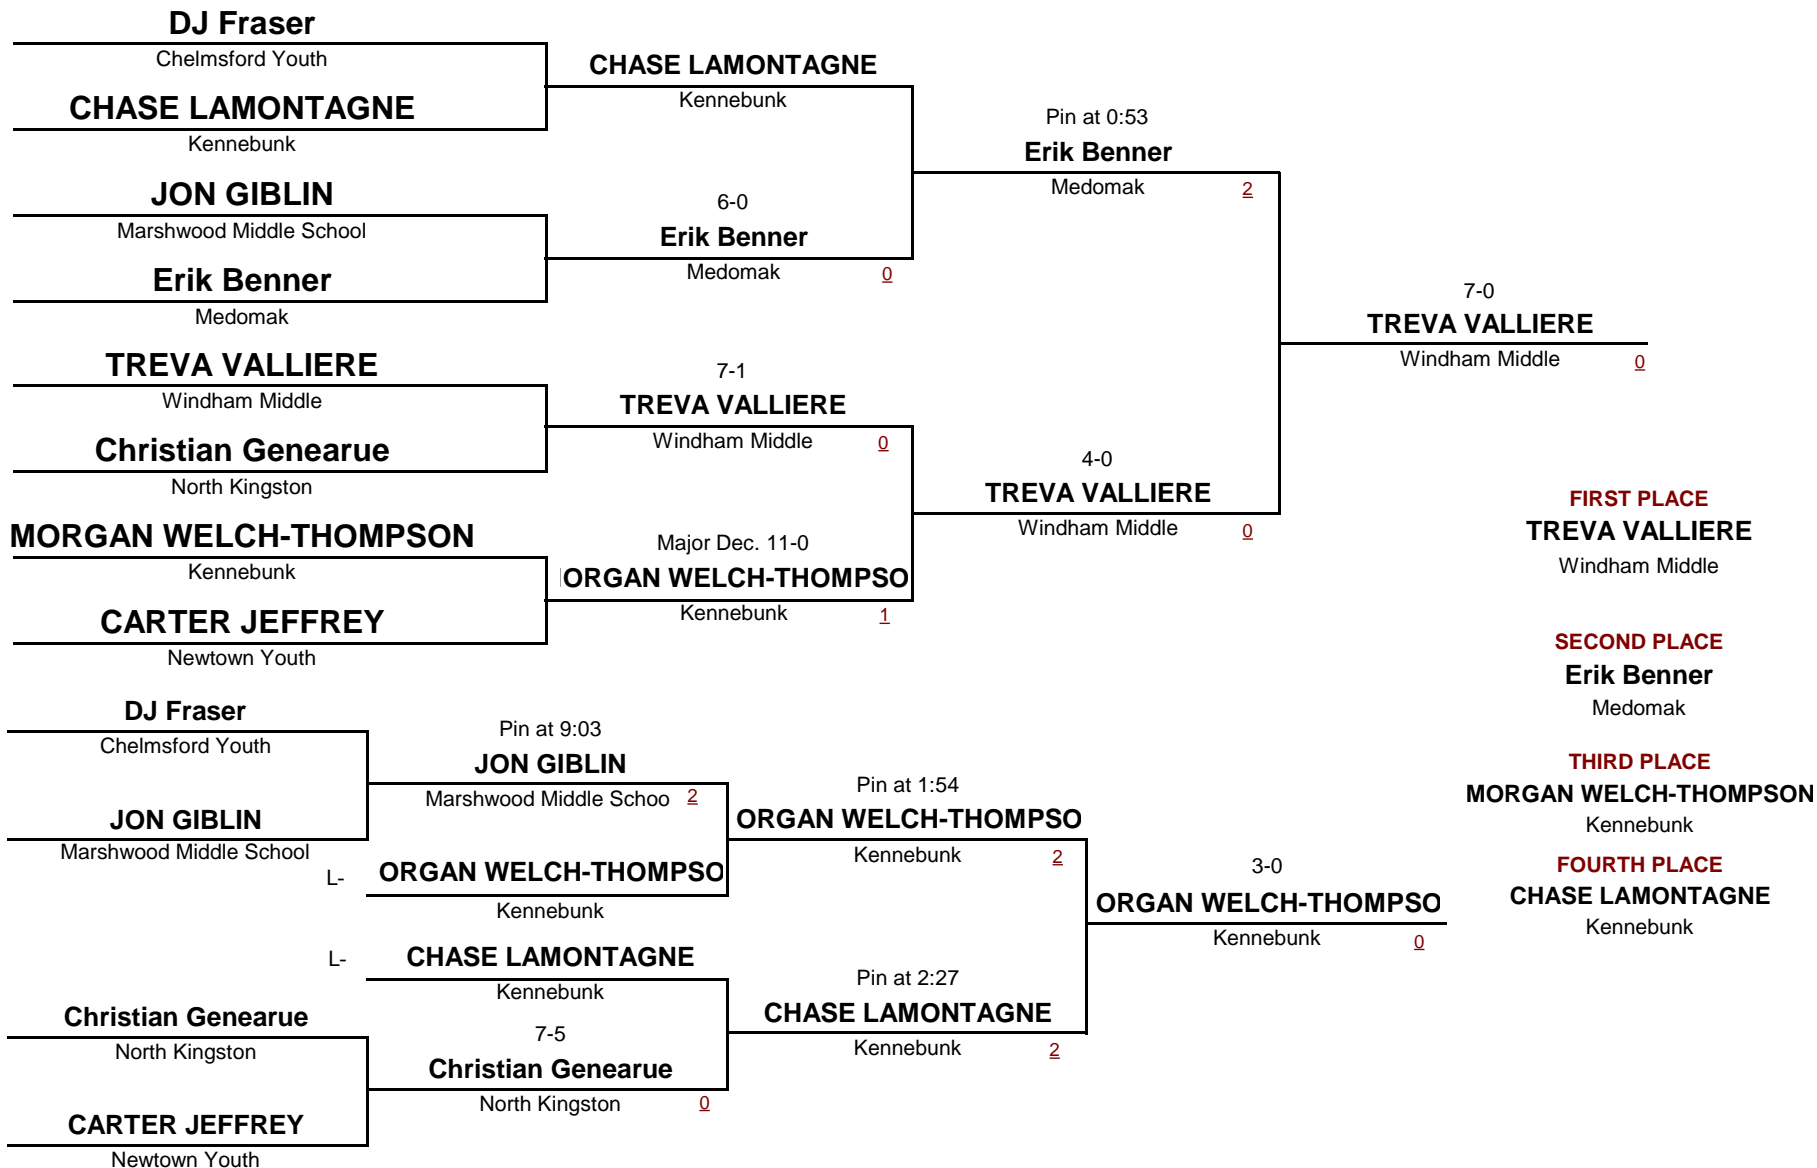 DJ Fraser
Chelmsford Youth
CHASE LAMONTAGNE
Kennebunk
JON GIBLIN
Marshwood Middle School
Erik Benner
Medomak
TREVA VALLIERE
Windham Middle
Christian Genearue
North Kingston
MORGAN WELCH-THOMPSON
Kennebunk
CARTER JEFFREY
Newtown Youth
CHASE LAMONTAGNE
Kennebunk
6-0
Erik Benner
Medomak 0
7-1
TREVA VALLIERE
Windham Middle 0
Major Dec. 11-0
ORGAN WELCH-THOMPSO
Kennebunk 1
Pin at 0:53
Erik Benner
Medomak 2
4-0
TREVA VALLIERE
Windham Middle 0
7-0
TREVA VALLIERE
Windham Middle 0
FIRST PLACE
TREVA VALLIERE
Windham Middle
SECOND PLACE
Erik Benner
Medomak
THIRD PLACE
MORGAN WELCH-THOMPSON
Kennebunk
FOURTH PLACE
CHASE LAMONTAGNE
Kennebunk
DJ Fraser
Chelmsford Youth
JON GIBLIN
Marshwood Middle School
Pin at 9:03
JON GIBLIN
Marshwood Middle Schoo 2
L- ORGAN WELCH-THOMPSO
Kennebunk
L- CHASE LAMONTAGNE
Kennebunk
Christian Genearue
North Kingston
CARTER JEFFREY
Newtown Youth
7-5
Christian Genearue
North Kingston 0
Pin at 1:54
ORGAN WELCH-THOMPSO
Kennebunk 2
Pin at 2:27
CHASE LAMONTAGNE
Kennebunk 2
3-0
ORGAN WELCH-THOMPSO
Kennebunk 0